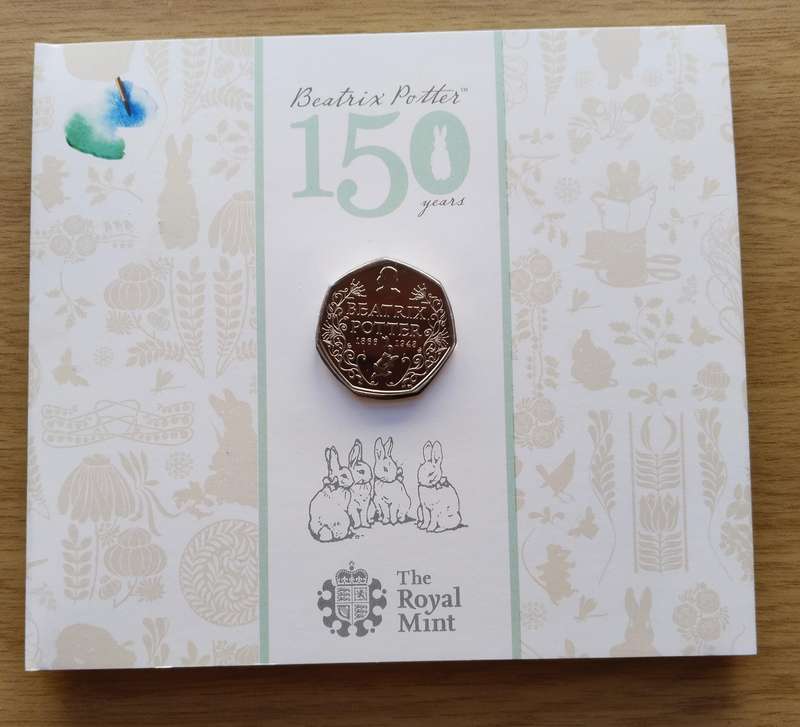 Beatrix Potter™
150
years
BEATRIX
POTTER
1866 1943
The
Royal
Mint